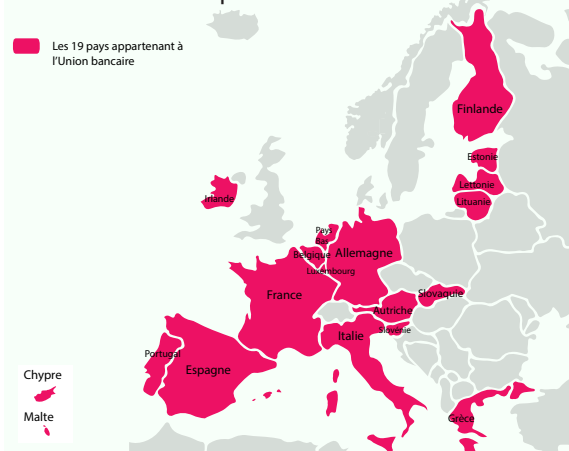 Les 19 pays appartenant à
l'Union bancaire
Finlande
Estonie
Lettonie
Lituanie
Irlande
Pays
Bas
Belgique
Allemagne
Luxembourg
France
Slovaquie
Autriche
Slovénie
Italie
Portugal
Espagne
Chypre
Malte
Grèce